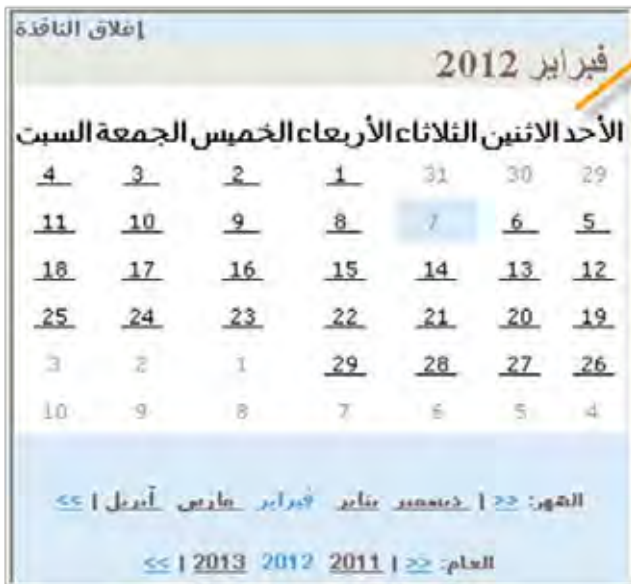 إغلاق النافذة
فبراير 2012
الأحد الاثنين الثلاثاء الأربعاء الخميس الجمعة السبت
29 30 31 1 2 3 4
5 6 7 8 9 10 11
12 13 14 15 16 17 18
19 20 21 22 23 24 25
26 27 28 29 1 2 3
4 5 6 7 8 9 10
الشهر: << | ديسمبر يناير فبراير مارس أبريل | >>
العام: << | 2011 2012 2013 | >>